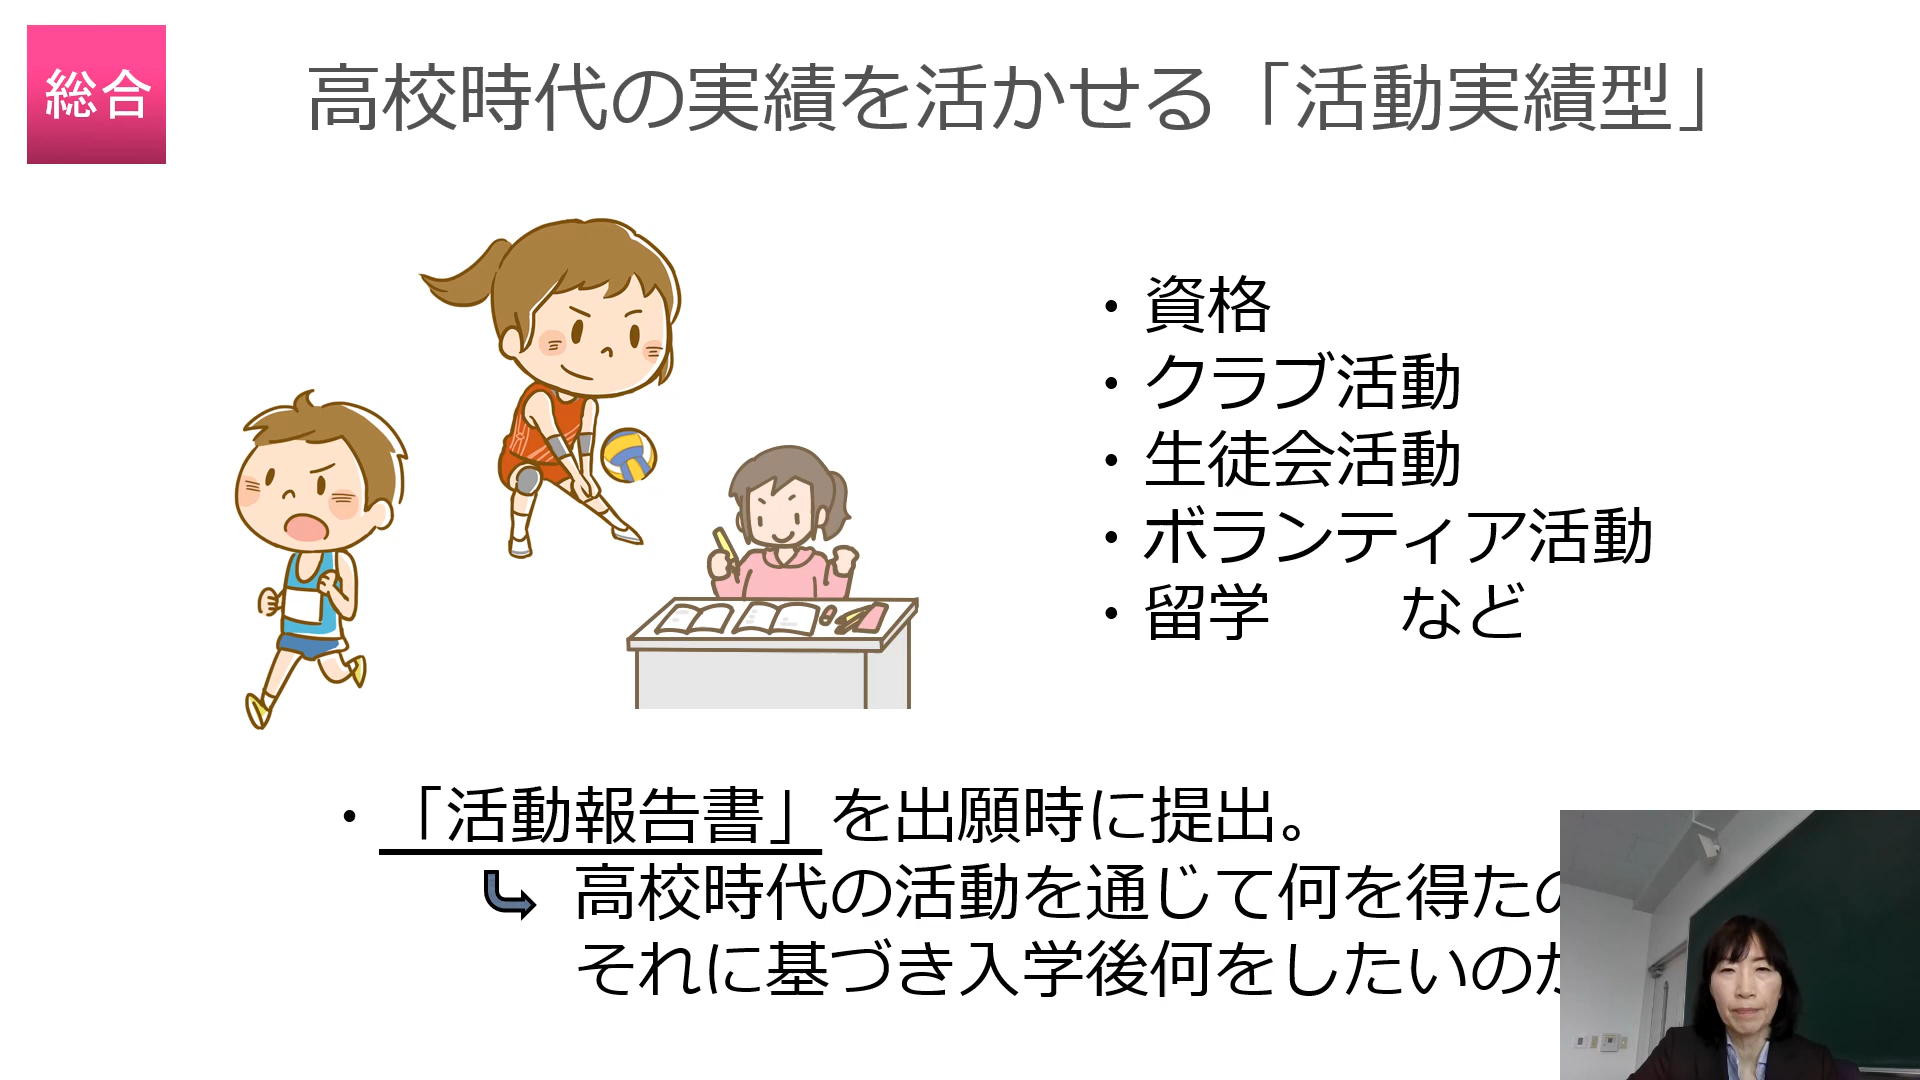 総合
高校時代の実績を活かせる「活動実績型」
・資格
・クラブ活動
・生徒会活動
・ボランティア活動
・留学　　など
・「活動報告書」を出願時に提出。
高校時代の活動を通じて何を得たの
それに基づき入学後何をしたいのか